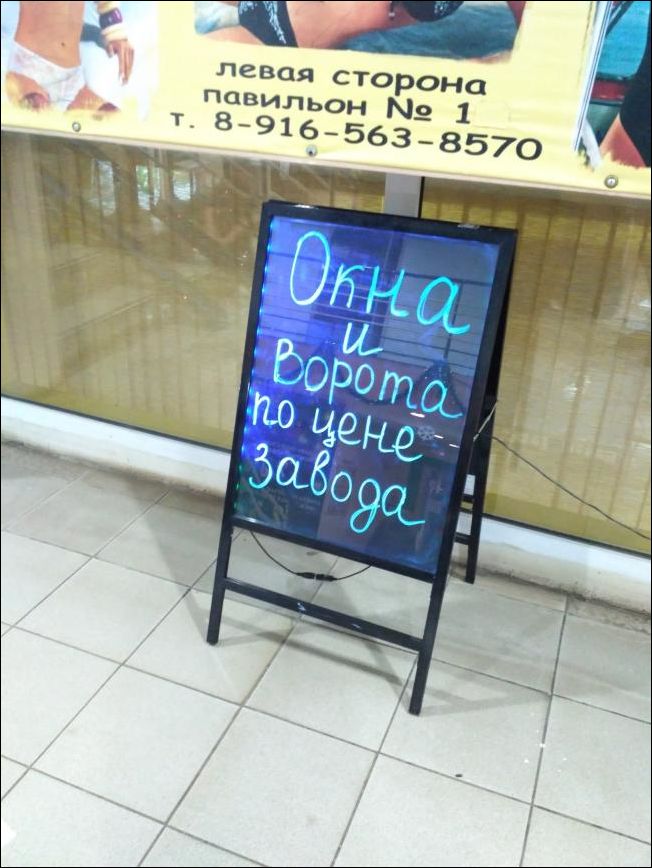 левая сторона
павильон № 1
т. 8-916-563-8570
Окна
и
Ворота
по цене
завода